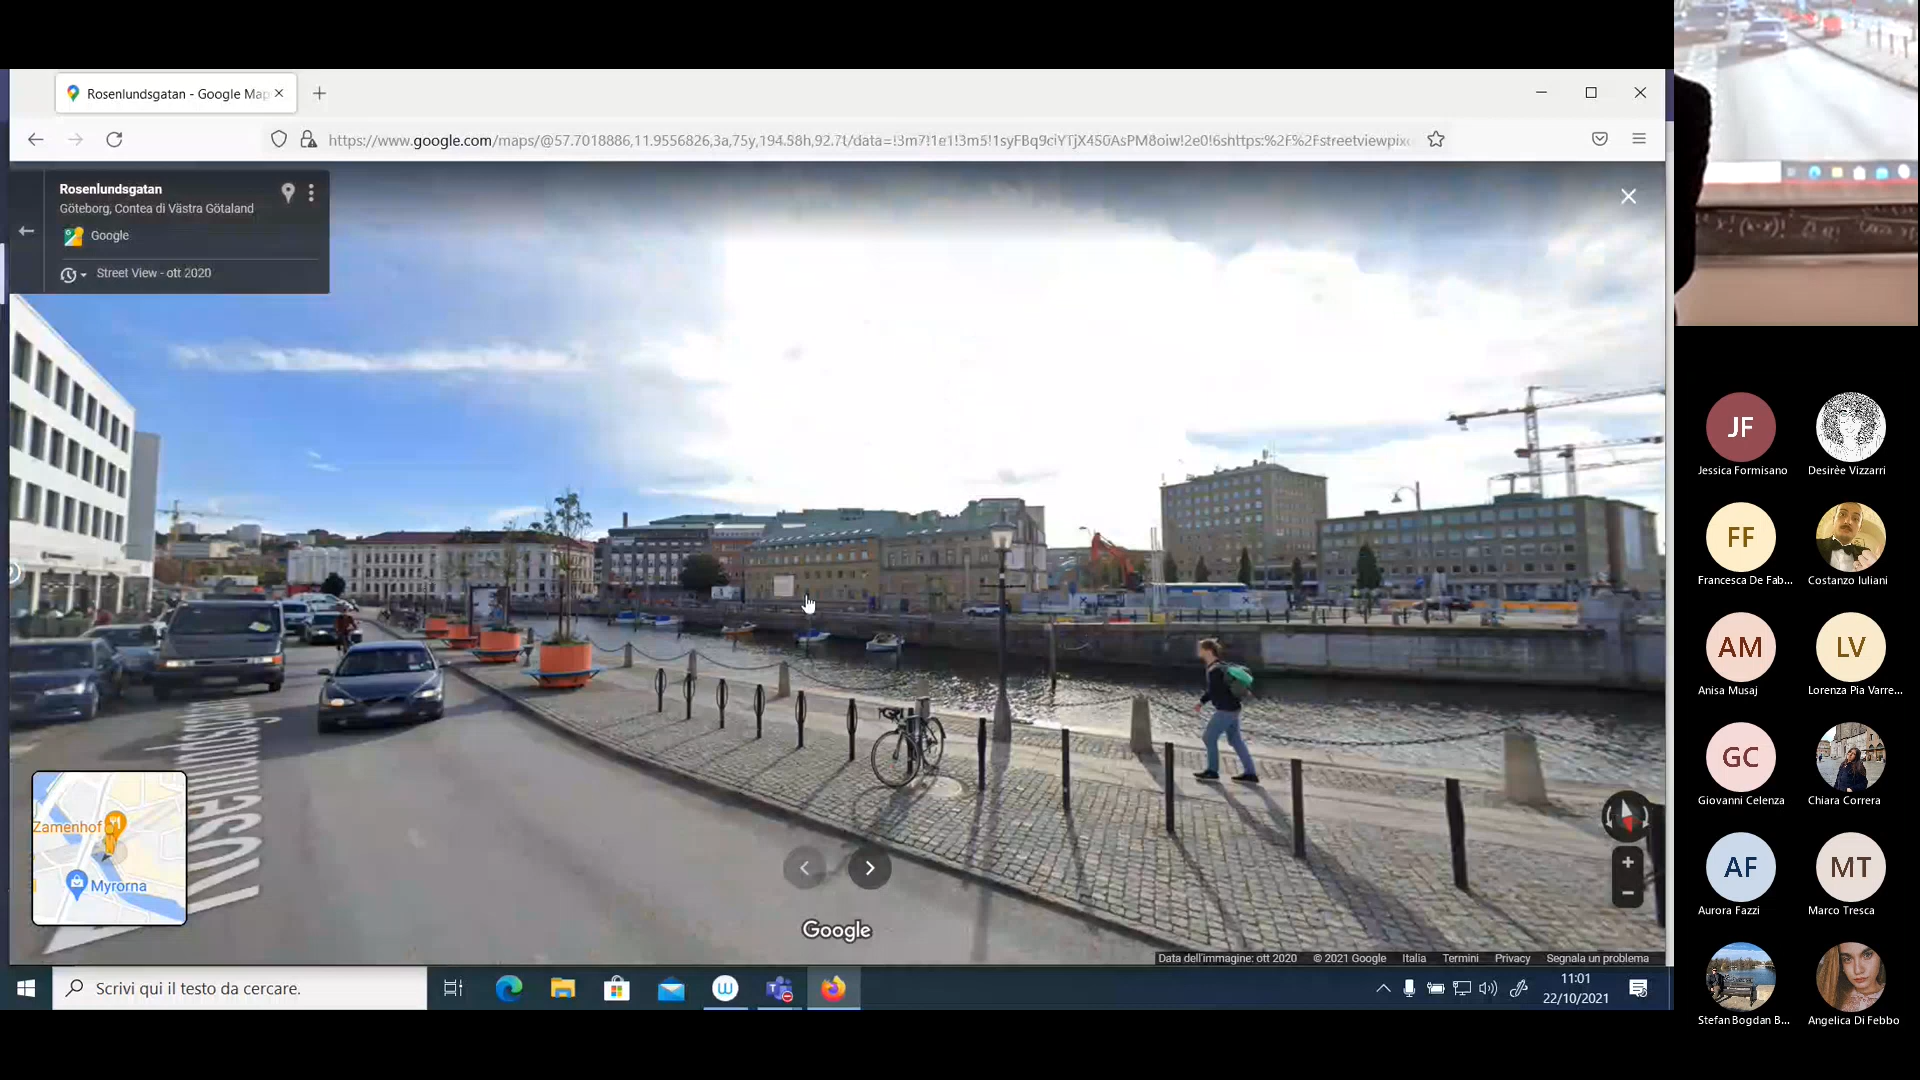 Rosenlundsgatan - Google Map
https://www.google.com/maps/@57.7018886,11.9556826,3a,75y,194.58h,92.7t/data=!3m7!1e1!3m5!1syFBq9ciYTjX450AsPM8oiw!2e0!6shttps:%2F%2Fstreetviewpix
Rosenlundsgatan
Göteborg, Contea di Västra Götaland
Google
Street View - ott 2020
Rosenlundsgatan
Zamenhof
Myrorna
Google
Data dell'immagine: ott 2020 © 2021 Google Italia Termini Privacy Segnala un problema
Scrivi qui il testo da cercare.
11:01
22/10/2021
JF
Jessica Formisano
Desirèe Vizzarri
FF
Francesca De Fab...
Costanzo Iuliani
AM
Anisa Musaj
LV
Lorenza Pia Varre...
GC
Giovanni Celenza
Chiara Correra
AF
Aurora Fazzi
MT
Marco Tresca
Stefan Bogdan B...
Angelica Di Febbo